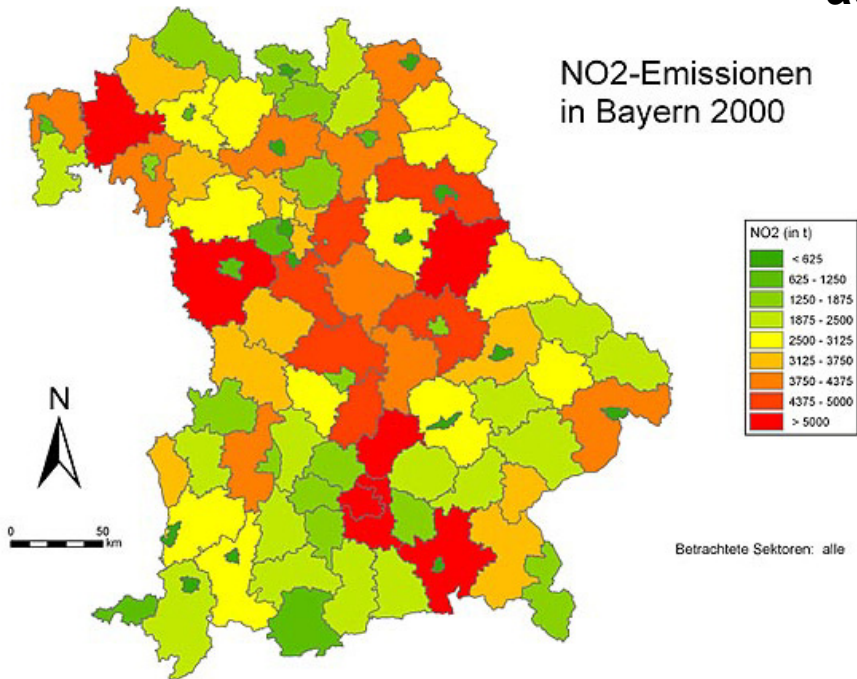 NO2-Emissionen
in Bayern 2000
NO2 (in t)
< 625
625 - 1250
1250 - 1875
1875 - 2500
2500 - 3125
3125 - 3750
3750 - 4375
4375 - 5000
> 5000
N
0 50
km
Betrachtete Sektoren: alle